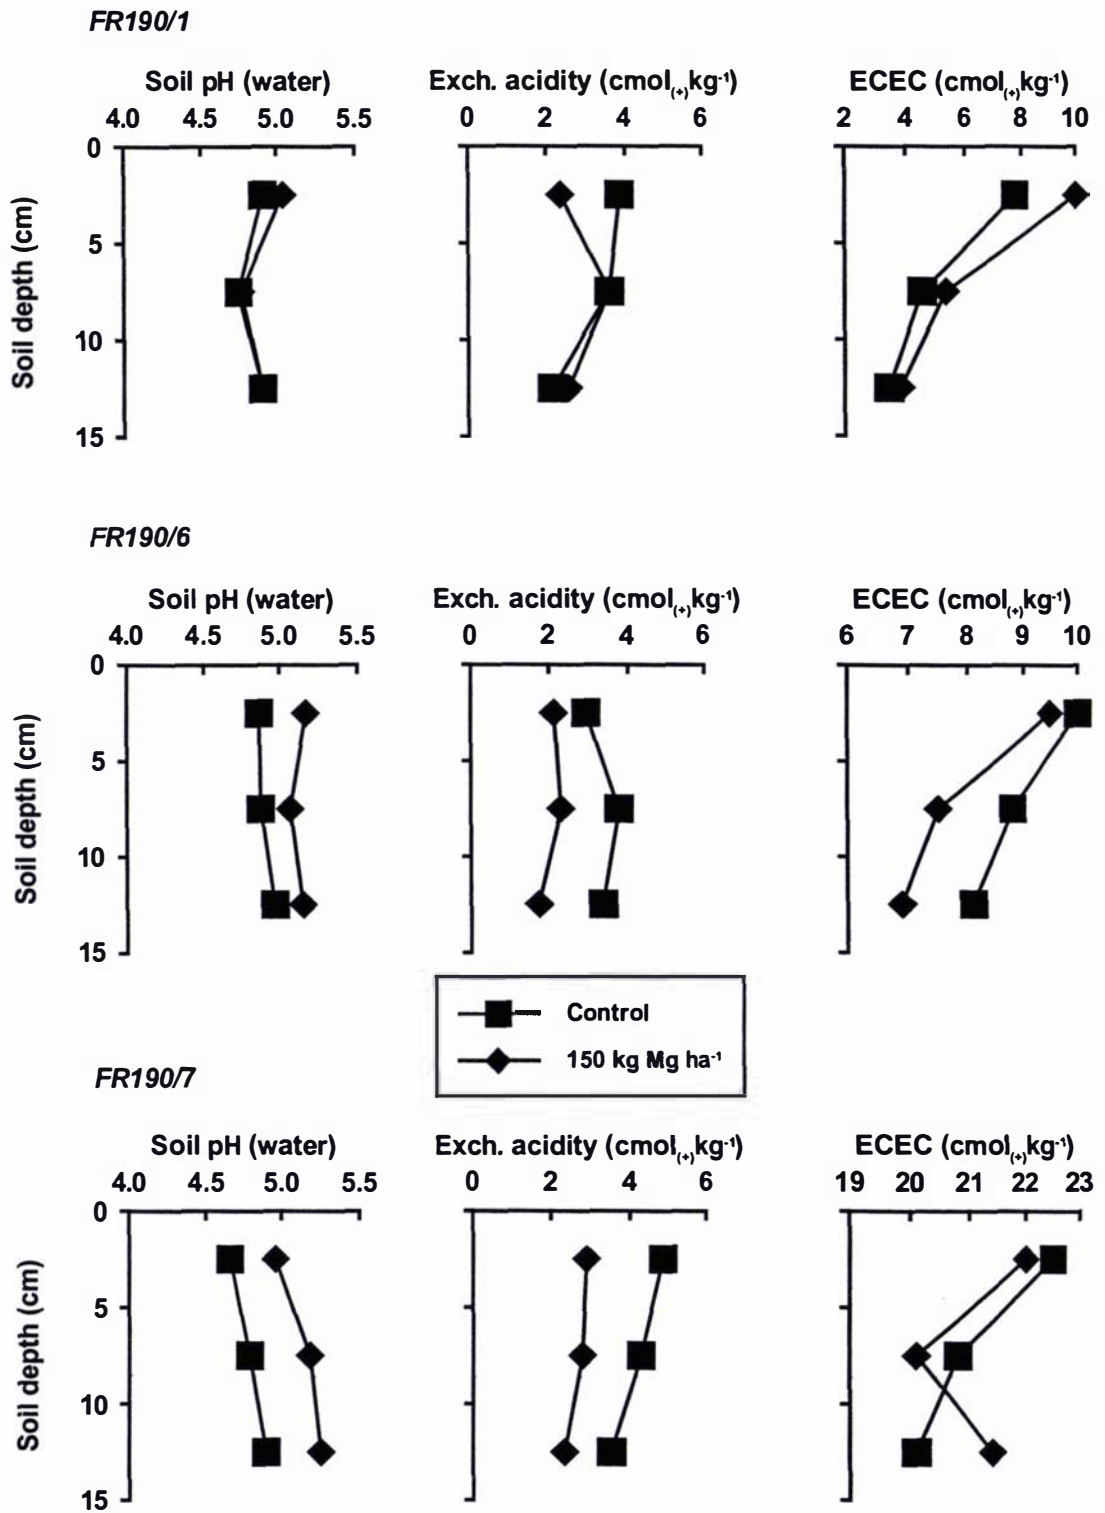 FR190/1
Soil pH (water) Exch. acidity (cmol(+)kg-1) ECEC (cmol(+)kg-1)
4.0 4.5 5.0 5.5 0 2 4 6 2 4 6 8 10
0
5
10
15
Soil depth (cm)
FR190/6
Soil pH (water) Exch. acidity (cmol(+)kg-1) ECEC (cmol(+)kg-1)
4.0 4.5 5.0 5.5 0 2 4 6 6 7 8 9 10
0
5
10
15
Soil depth (cm)
Control
150 kg Mg ha-1
FR190/7
Soil pH (water) Exch. acidity (cmol(+)kg-1) ECEC (cmol(+)kg-1)
4.0 4.5 5.0 5.5 0 2 4 6 19 20 21 22 23
0
5
10
15
Soil depth (cm)